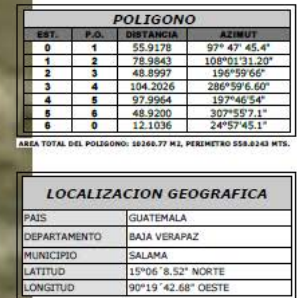 POLIGONO
EST. P.O. DISTANCIA AZIMUT
0 1 55.9178 97° 47' 45.4"
1 2 78.9843 108°01'31.20"
2 3 48.8997 196°59'66"
3 4 104.2026 286°59'6.60"
4 5 97.9964 197°46'54"
5 6 48.9200 307°55'7.1"
6 0 12.1036 24°57'45.1"
AREA TOTAL DEL POLIGONO: 10260.77 M2, PERIMETRO 550.0243 MTS.
LOCALIZACION GEOGRAFICA
PAIS GUATEMALA
DEPARTAMENTO BAJA VERAPAZ
MUNICIPIO SALAMA
LATITUD 15°06´8.52" NORTE
LONGITUD 90°19´42.68" OESTE